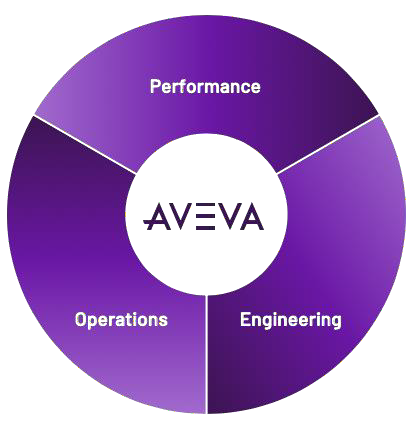 Performance
AVEVA
Operations
Engineering